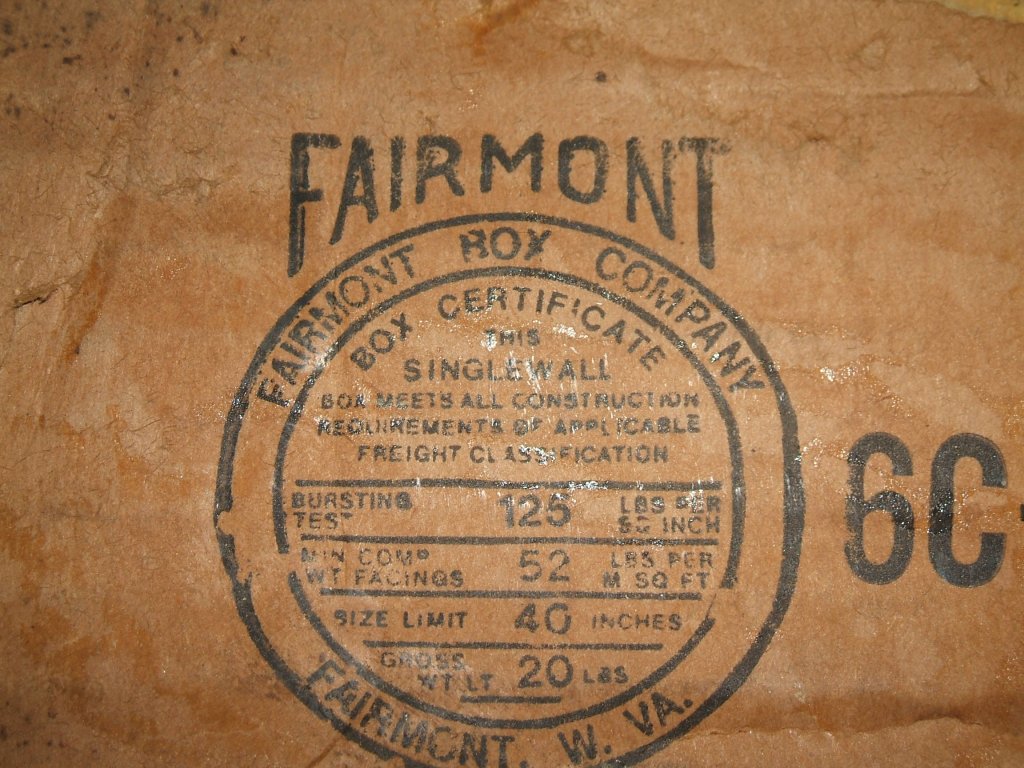 FAIRMONT
FAIRMONT BOX COMPANY
BOX CERTIFICATE
THIS
SINGLEWALL
BOX MEETS ALL CONSTRUCTION
REQUIREMENTS OF APPLICABLE
FREIGHT CLASSIFICATION
BURSTING TEST 125 LBS PER SQ INCH
MIN COMB WT FACINGS 52 LBS PER M SQ FT
SIZE LIMIT 40 INCHES
GROSS WT LT 20 LBS
FAIRMONT, W. VA.
6C-